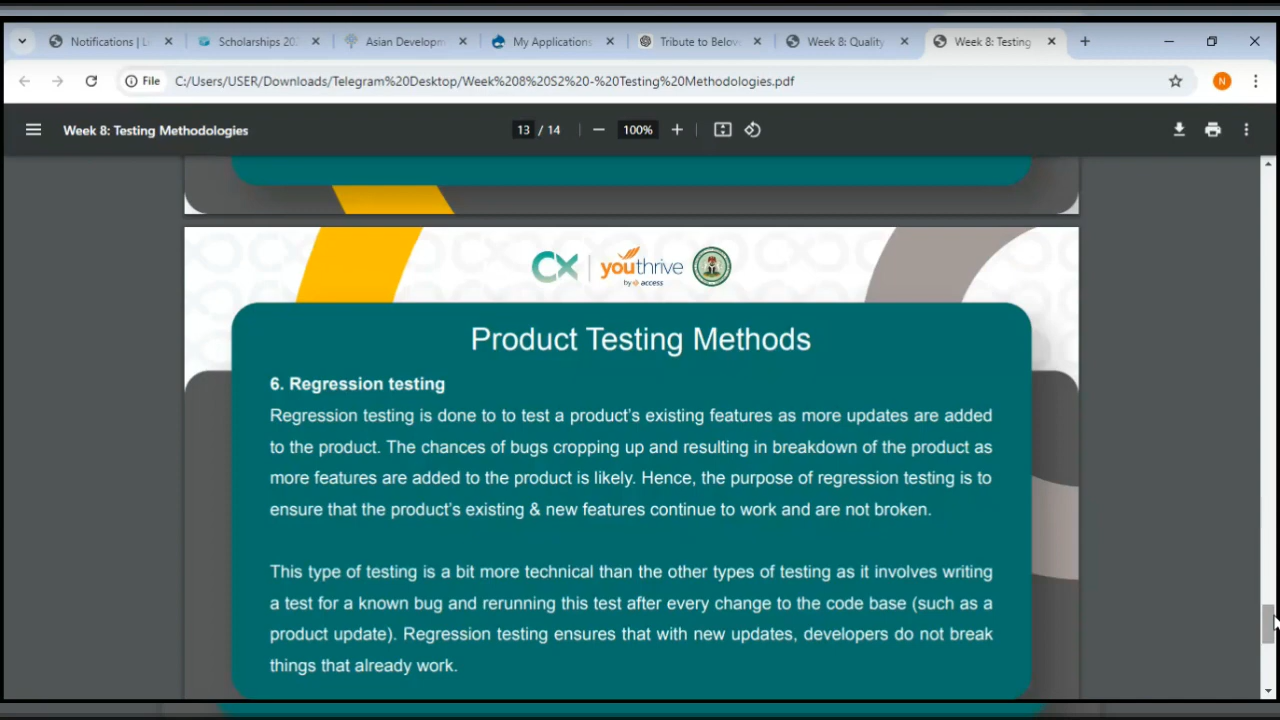 Notifications | L
Scholarships 202
Asian Developm
My Applications
Tribute to Belov
Week 8: Quality
Week 8: Testing
File
C:/Users/USER/Downloads/Telegram%20Desktop/Week%208%20S2%20-%20Testing%20Methodologies.pdf
N
Week 8: Testing Methodologies
13 / 14
100%
CX
youthrive
by access
Product Testing Methods
6. Regression testing
Regression testing is done to to test a product's existing features as more updates are added
to the product. The chances of bugs cropping up and resulting in breakdown of the product as
more features are added to the product is likely. Hence, the purpose of regression testing is to
ensure that the product's existing & new features continue to work and are not broken.
This type of testing is a bit more technical than the other types of testing as it involves writing
a test for a known bug and rerunning this test after every change to the code base (such as a
product update). Regression testing ensures that with new updates, developers do not break
things that already work.